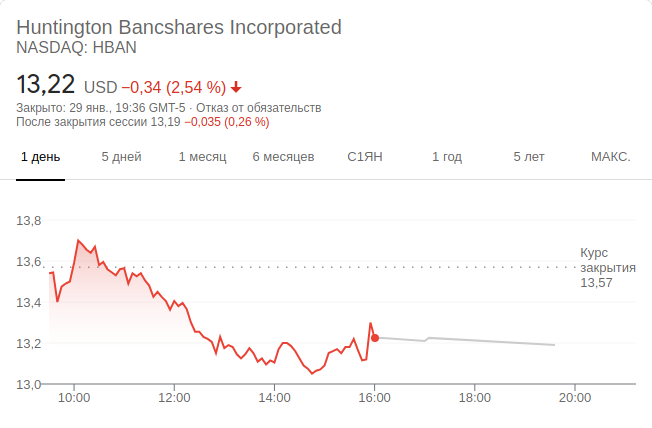 Huntington Bancshares Incorporated
NASDAQ: HBAN
13,22 USD −0,34 (2,54 %)
Закрыто: 29 янв., 19:36 GMT-5 · Отказ от обязательств
После закрытия сессии 13,19 −0,035 (0,26 %)
1 день 5 дней 1 месяц 6 месяцев С1ЯН 1 год 5 лет МАКС.
13,8
13,6
13,4
13,2
13,0
Курс
закрытия
13,57
10:00 12:00 14:00 16:00 18:00 20:00